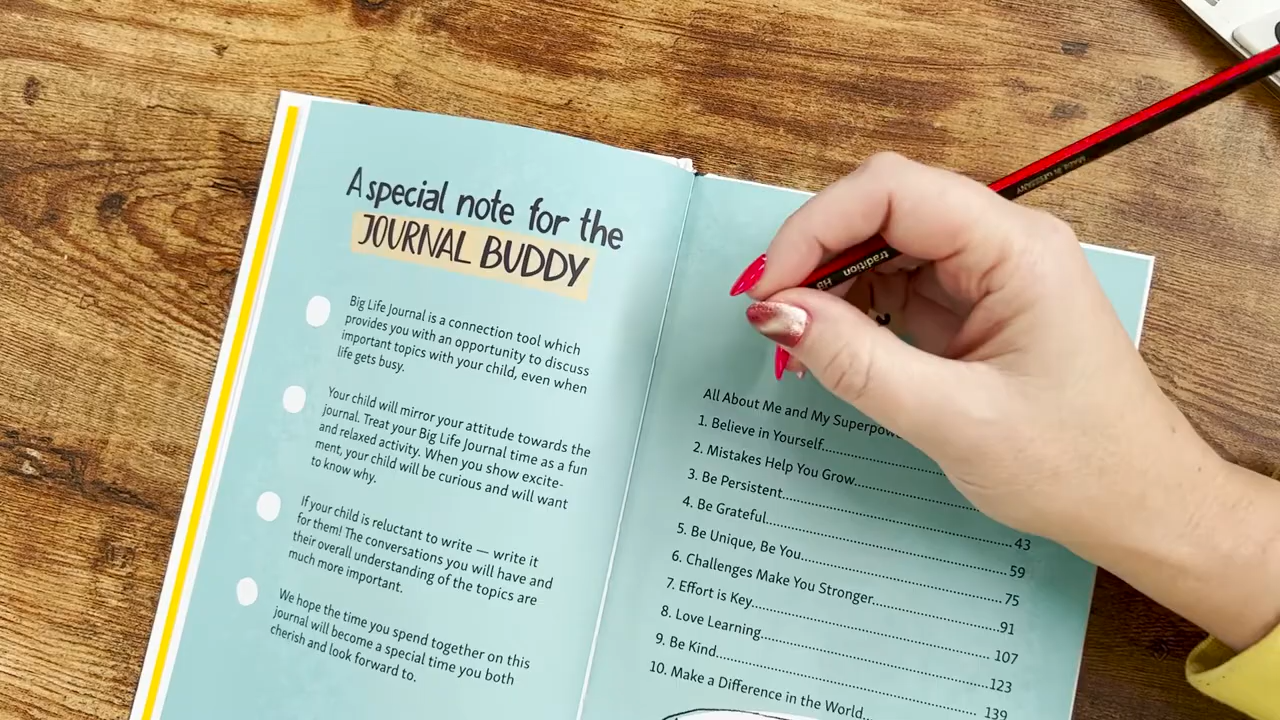 A special note for the
JOURNAL BUDDY
Big Life Journal is a connection tool which
provides you with an opportunity to discuss
important topics with your child, even when
life gets busy.
Your child will mirror your attitude towards the
journal. Treat your Big Life Journal time as a fun
and relaxed activity. When you show excite-
ment, your child will be curious and will want
to know why.
If your child is reluctant to write — write it
for them! The conversations you will have and
their overall understanding of the topics are
much more important.
We hope the time you spend together on this
journal will become a special time you both
cherish and look forward to.
All About Me and My
1. Believe in Yourself
2. Mistakes Help You Grow
3. Be Persistent 43
4. Be Grateful 59
5. Be Unique, Be You 75
6. Challenges Make You Stronger 91
7. Effort is Key 107
8. Love Learning 123
9. Be Kind 139
10. Make a Difference in the World
MADE IN GERMANY
tradition HB